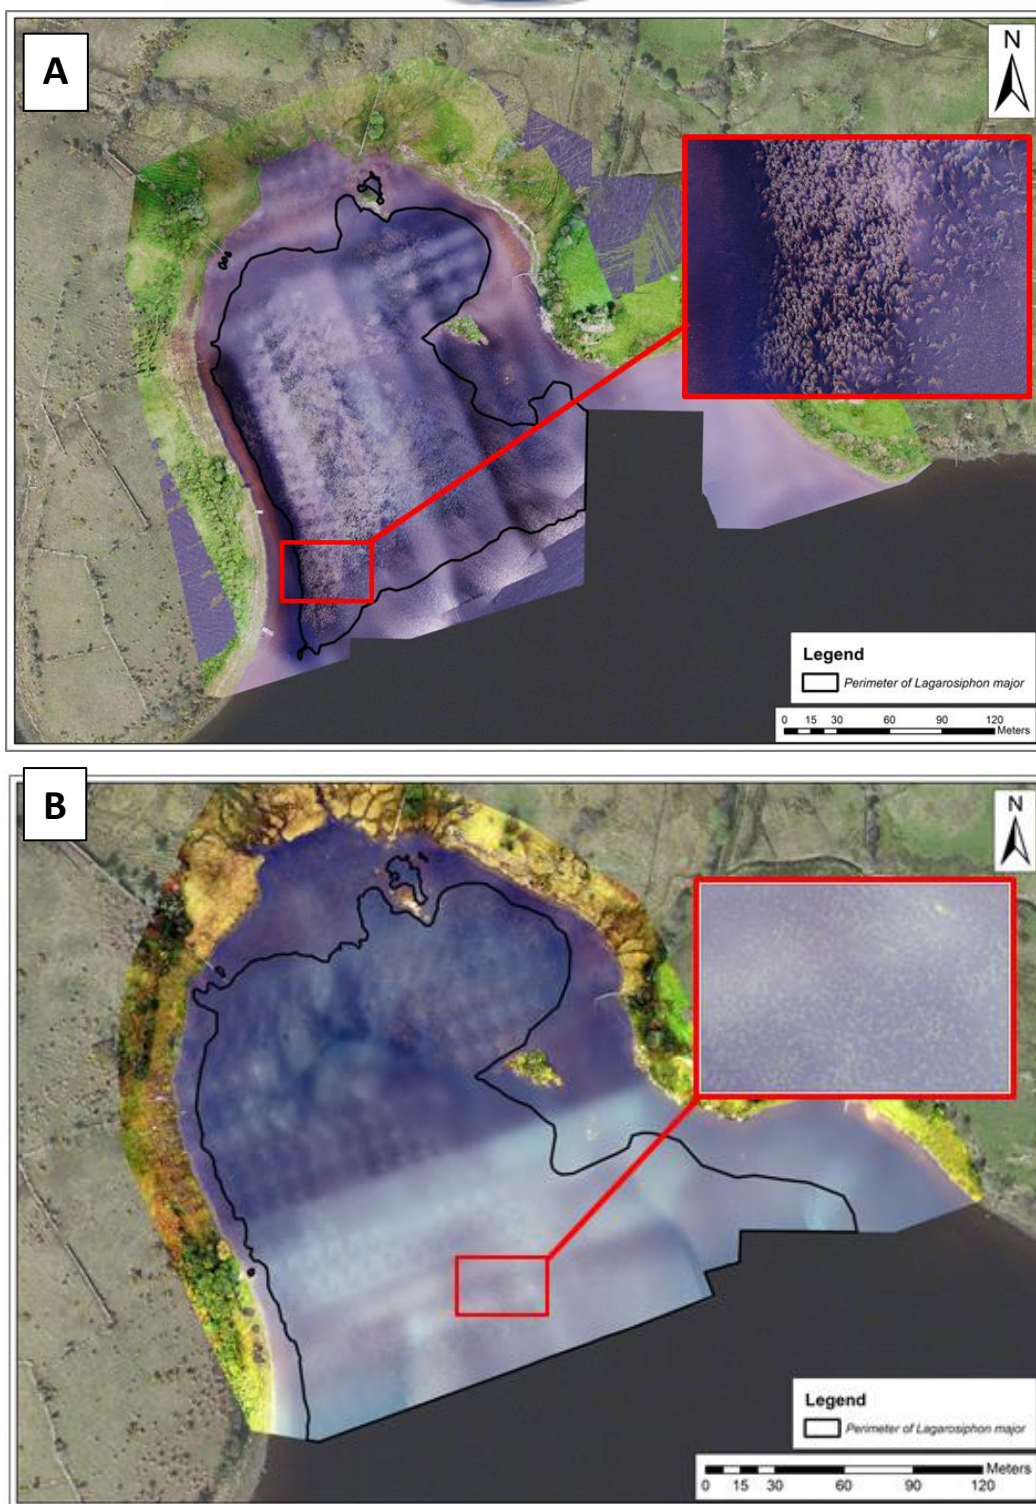 A
N
Legend
Perimeter of Lagarosiphon major
0 15 30 60 90 120
Meters
B
N
Legend
Perimeter of Lagarosiphon major
Meters
0 15 30 60 90 120